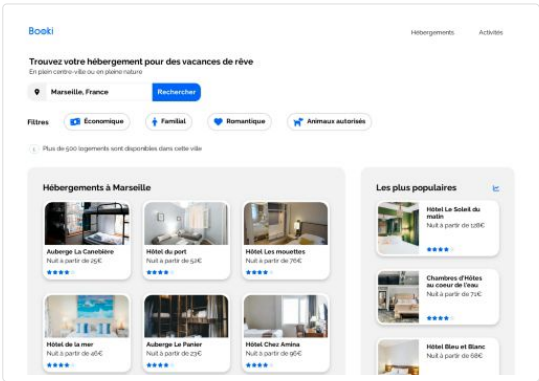 Booki
Hébergements Activités
Trouvez votre hébergement pour des vacances de rêve
En plein centre-ville ou en pleine nature
Marseille, France Rechercher
Filtres Économique Familial Romantique Animaux autorisés
Plus de 500 logements sont disponibles dans cette ville
Hébergements à Marseille
Auberge La Canebière
Nuit à partir de 25€
Hôtel du port
Nuit à partir de 52€
Hôtel Les mouettes
Nuit à partir de 76€
Hôtel de la mer
Nuit à partir de 46€
Auberge Le Panier
Nuit à partir de 23€
Hôtel Chez Amina
Nuit à partir de 96€
Les plus populaires
Hôtel Le Soleil du
matin
Nuit à partir de 128€
Chambres d'Hôtes
au coeur de l'eau
Nuit à partir de 71€
Hôtel Bleu et Blanc
Nuit à partir de 68€